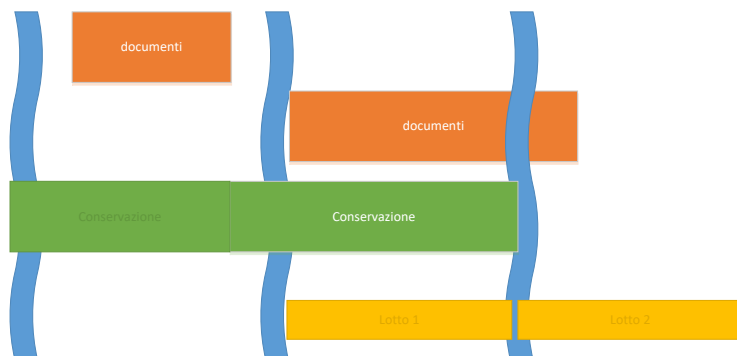 documenti
documenti
Conservazione
Conservazione
Lotto 1
Lotto 2